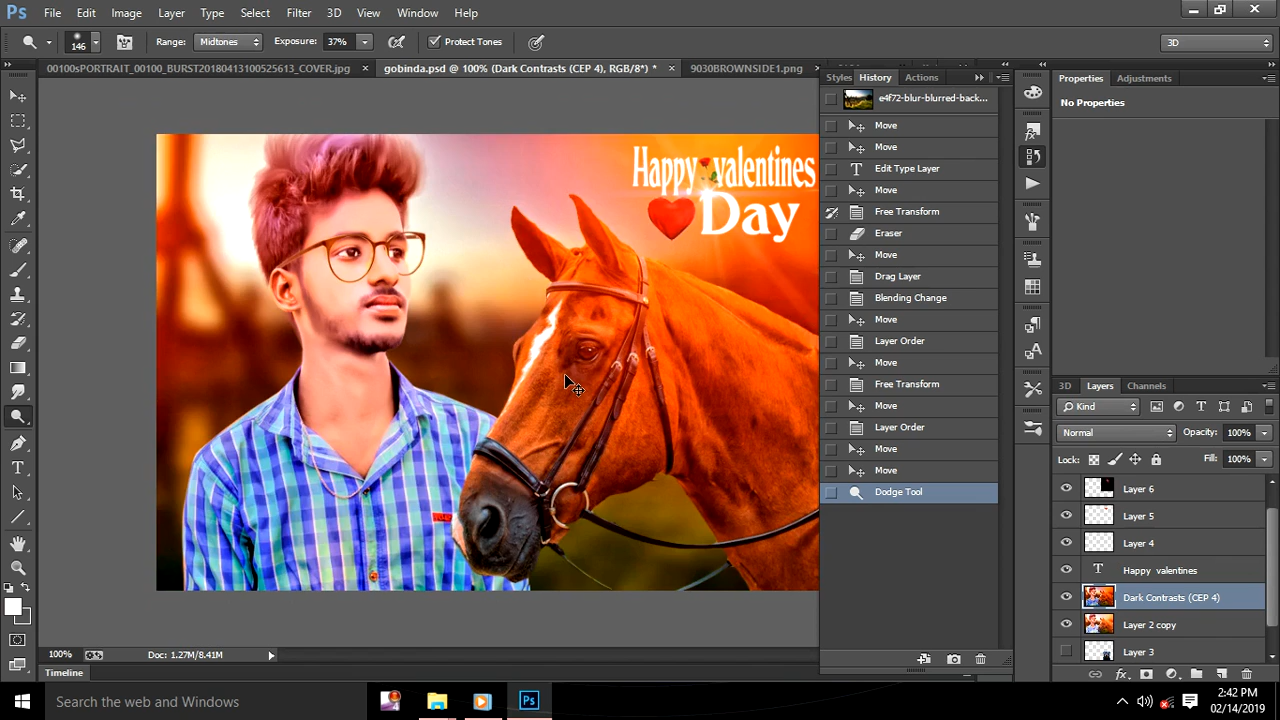 Ps File Edit Image Layer Type Select Filter 3D View Window Help
146 Range: Midtones Exposure: 37% Protect Tones 3D
00100sPORTRAIT_00100_BURST20180413100525613_COVER.jpg × gobinda.psd @ 100% (Dark Contrasts (CEP 4), RGB/8*) * × 9030BROWNSIDE1.png
Styles History Actions
Properties Adjustments
No Properties
e4f72-blur-blurred-back...
Move
Move
Edit Type Layer
Move
Free Transform
Eraser
Move
Drag Layer
Blending Change
Move
Layer Order
Move
Free Transform
Move
Layer Order
Move
Move
Dodge Tool
Happy valentines
Day
3D Layers Channels
Kind
Normal Opacity: 100%
Lock: Fill: 100%
Layer 6
Layer 5
Layer 4
T Happy valentines
Dark Contrasts (CEP 4)
Layer 2 copy
Layer 3
100% Doc: 1.27M/8.41M
Timeline
Search the web and Windows
Ps
2:42 PM
02/14/2019